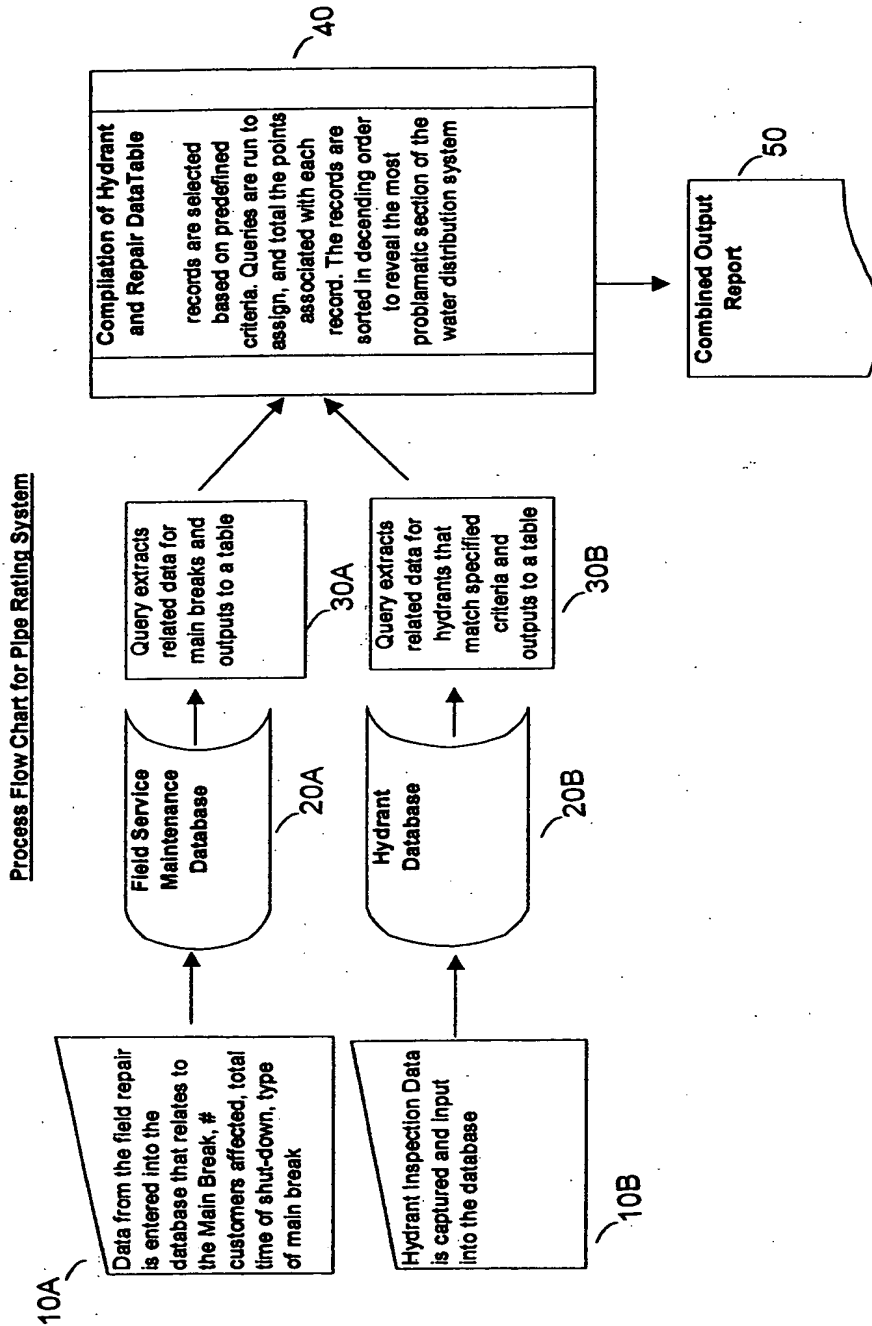 Process Flow Chart for Pipe Rating System
10A
Data from the field repair
is entered into the
database that relates to
the Main Break, #
customers affected, total
time of shut-down, type
of main break
Field Service
Maintenance
Database
20A
Query extracts
related data for
main breaks and
outputs to a table
30A
Hydrant Inspection Data
is captured and input
into the database
10B
Hydrant
Database
20B
Query extracts
related data for
hydrants that
match specified
criteria and
outputs to a table
30B
Compilation of Hydrant
and Repair DataTable
records are selected
based on predefined
criteria. Queries are run to
assign, and total the points
associated with each
record. The records are
sorted in decending order
to reveal the most
problamatic section of the
water distribution system
40
Combined Output
Report
50